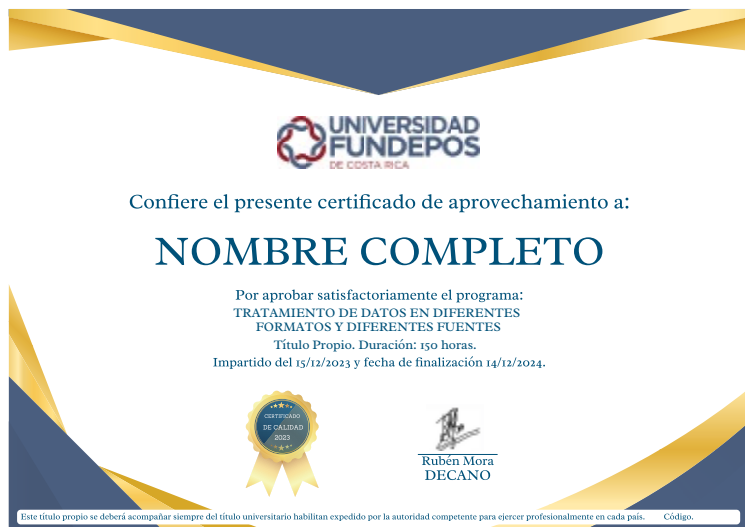 UNIVERSIDAD
FUNDEPOS
DE COSTA RICA
Confiere el presente certificado de aprovechamiento a:
NOMBRE COMPLETO
Por aprobar satisfactoriamente el programa:
TRATAMIENTO DE DATOS EN DIFERENTES
FORMATOS Y DIFERENTES FUENTES
Título Propio. Duración: 150 horas.
Impartido del 15/12/2023 y fecha de finalización 14/12/2024.
CERTIFICADO
DE CALIDAD
2023
Rubén Mora
DECANO
Este título propio se deberá acompañar siempre del título universitario habilitan expedido por la autoridad competente para ejercer profesionalmente en cada país. Código.